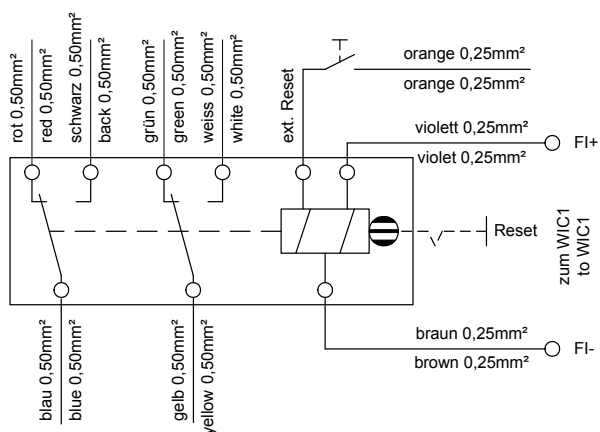 rot 0,50mm²
red 0,50mm²
schwarz 0,50mm²
back 0,50mm²
grün 0,50mm²
green 0,50mm²
weiss 0,50mm²
white 0,50mm²
ext. Reset
orange 0,25mm²
orange 0,25mm²
violett 0,25mm²
violet 0,25mm²
FI+
Reset
zum WIC1
to WIC1
blau 0,50mm²
blue 0,50mm²
gelb 0,50mm²
yellow 0,50mm²
braun 0,25mm²
brown 0,25mm²
FI-